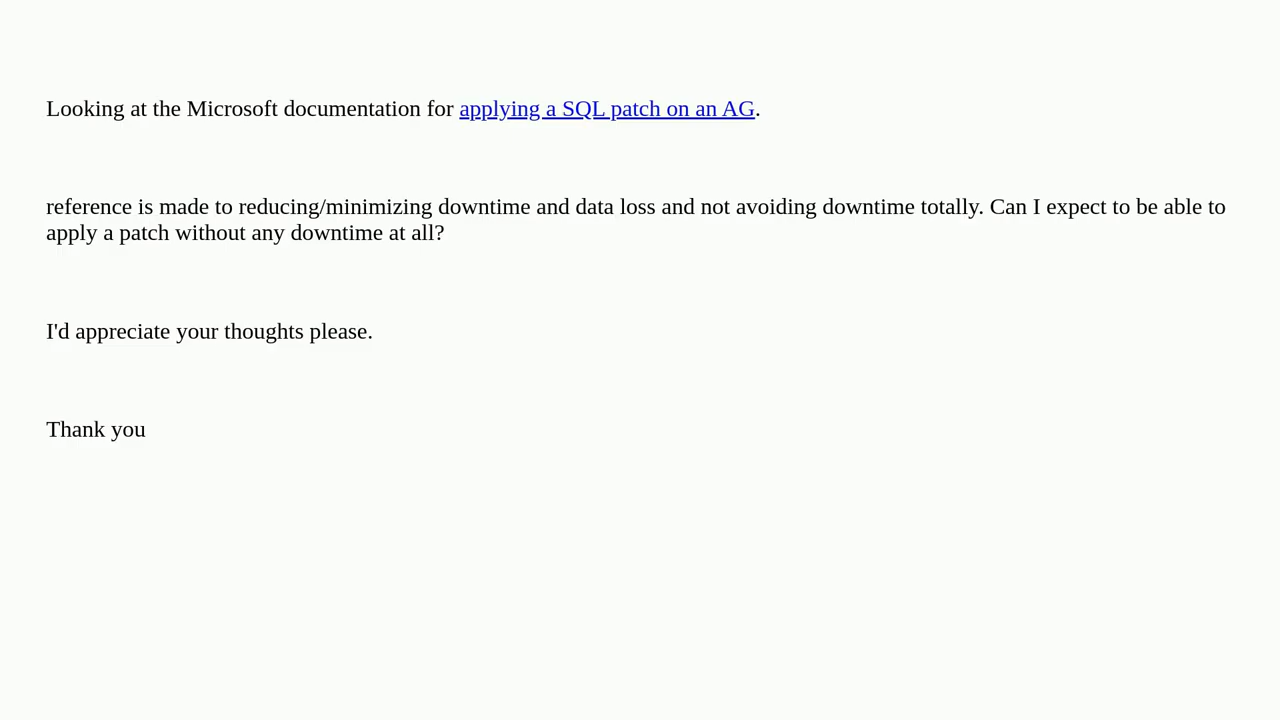 Looking at the Microsoft documentation for applying a SQL patch on an AG.
reference is made to reducing/minimizing downtime and data loss and not avoiding downtime totally. Can I expect to be able to
apply a patch without any downtime at all?
I'd appreciate your thoughts please.
Thank you